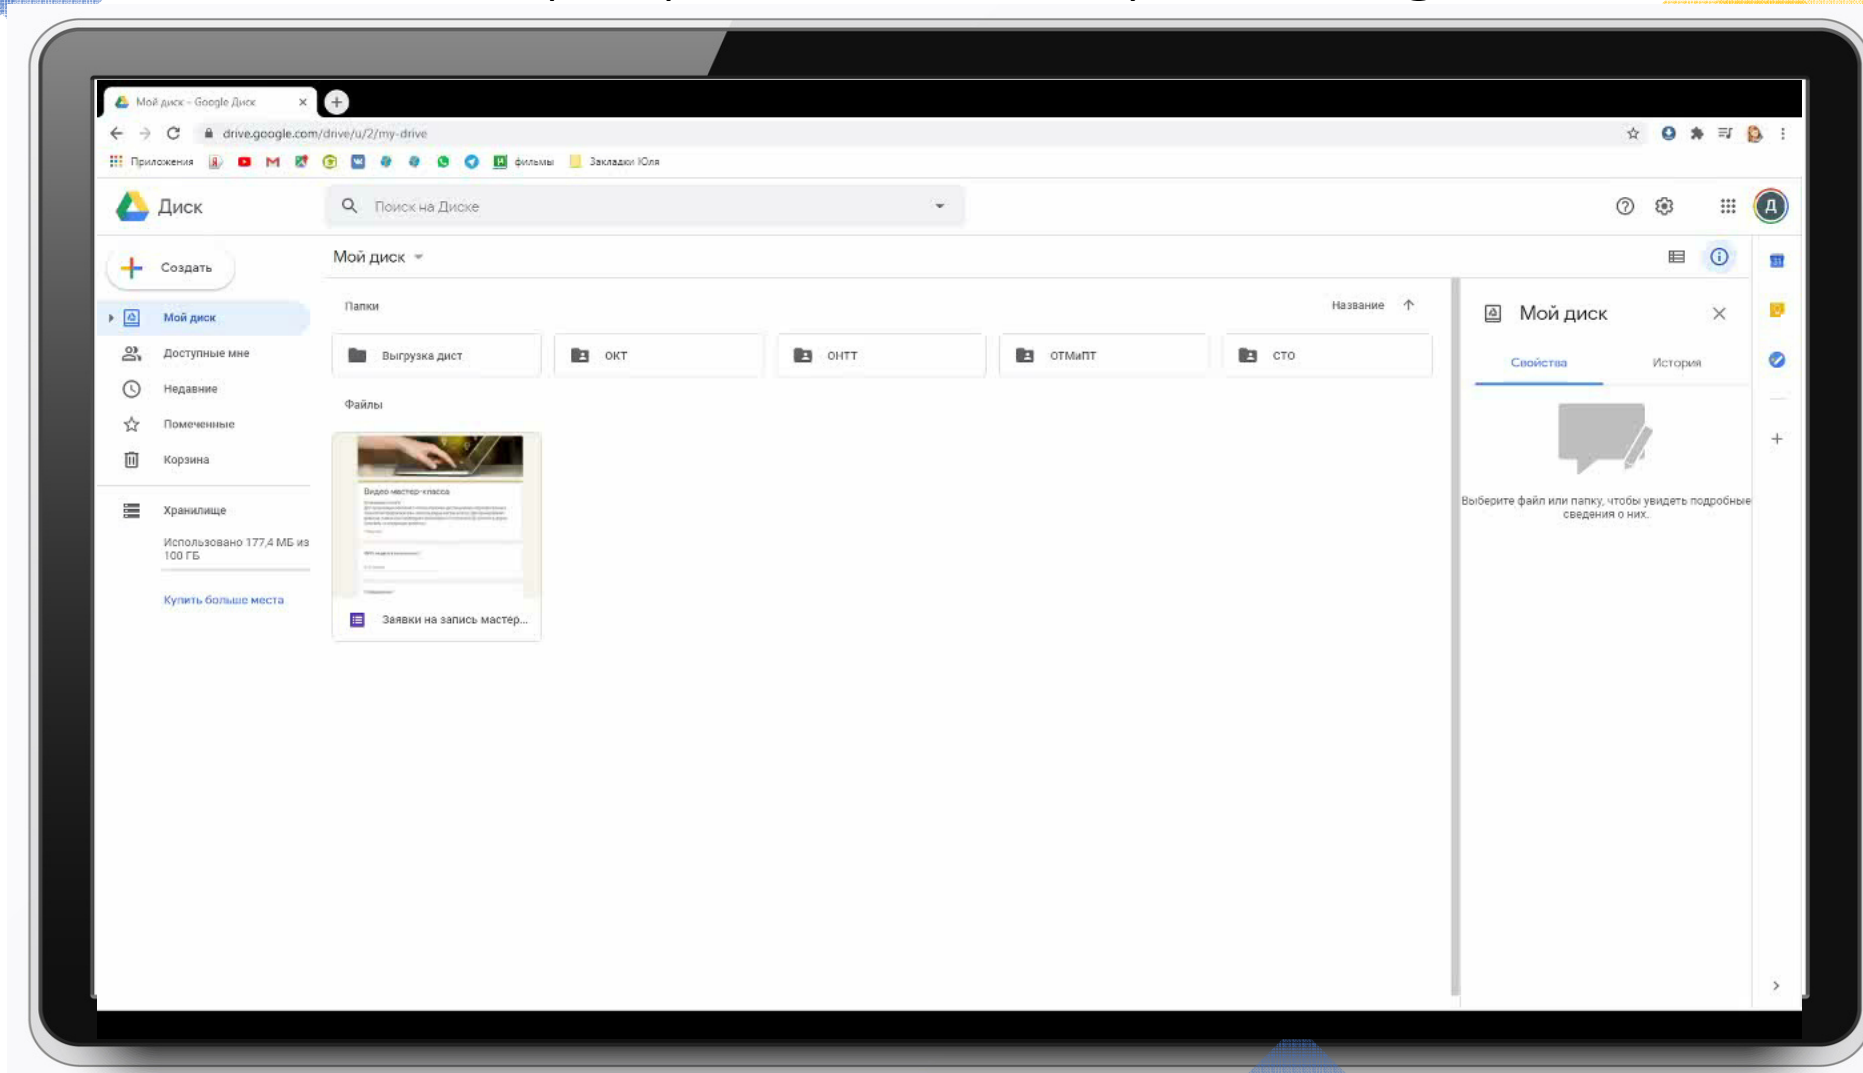 Мой диск – Google Диск
drive.google.com/drive/u/2/my-drive
Приложения
фильмы
Закладки Юля
Диск
Поиск на Диске
Д
Создать
Мой диск
Мой диск
Доступные мне
Недавние
Помеченные
Корзина
Хранилище
Использовано 177,4 МБ из
100 ГБ
Купить больше места
Папки
Название
Выгрузка дист
ОКТ
ОНТТ
ОТМиПТ
СТО
Файлы
Видео мастер-класса
Заявки на запись мастер...
Мой диск
Свойства
История
Выберите файл или папку, чтобы увидеть подробные
сведения о них.
31